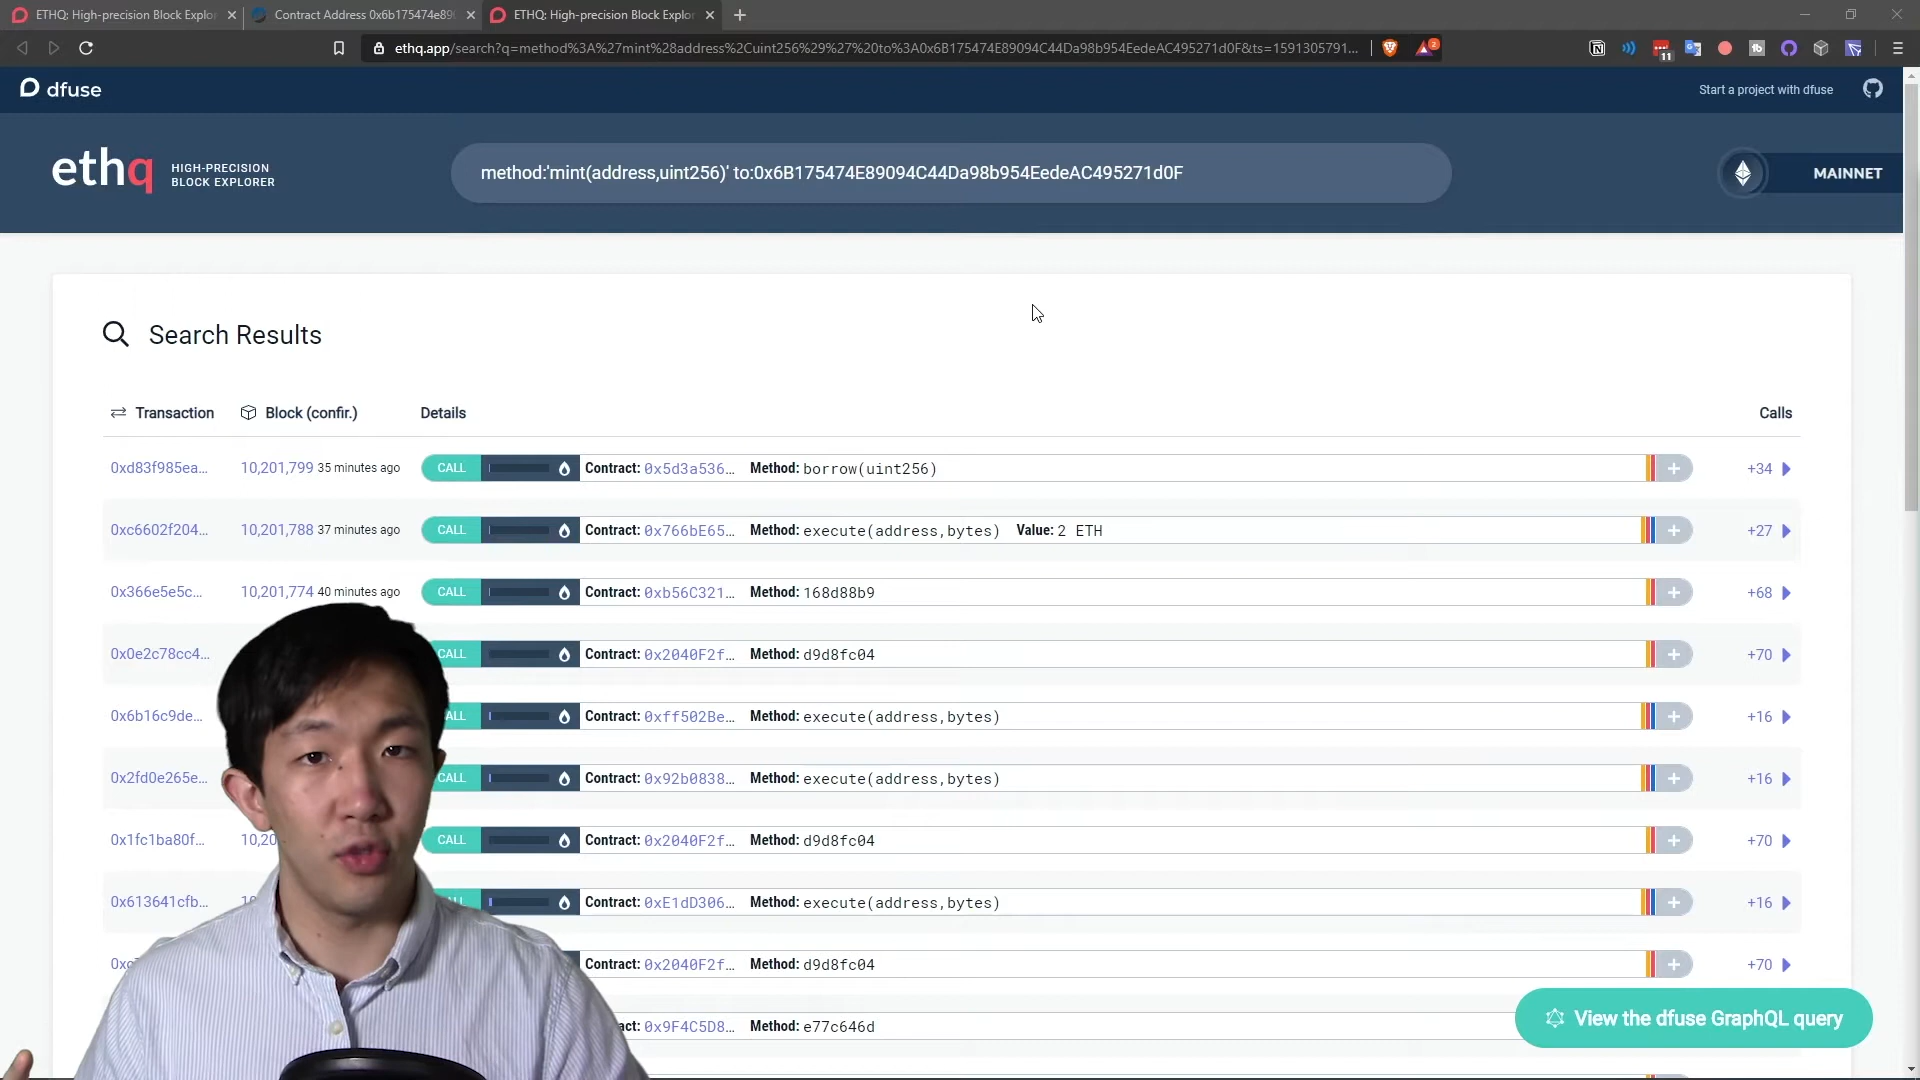 ETHQ: High-precision Block Explor
Contract Address 0x6b175474e89
ETHQ: High-precision Block Explor
ethq.app/search?q=method%3A%27mint%28address%2Cuint256%29%27%20to%3A0x6B175474E89094C44Da98b954EedeAC495271d0F&ts=1591305791...
2
11
dfuse
Start a project with dfuse
ethq
HIGH-PRECISION
BLOCK EXPLORER
method:'mint(address,uint256)' to:0x6B175474E89094C44Da98b954EedeAC495271d0F
MAINNET
Search Results
Transaction Block (confir.) Details Calls
0xd83f985ea... 10,201,799 35 minutes ago CALL Contract: 0x5d3a536... Method: borrow(uint256) +34
0xc6602f204... 10,201,788 37 minutes ago CALL Contract: 0x766bE65... Method: execute(address,bytes) Value: 2 ETH +27
0x366e5e5c... 10,201,774 40 minutes ago CALL Contract: 0xb56C321... Method: 168d88b9 +68
0x0e2c78cc4... CALL Contract: 0x2040F2f... Method: d9d8fc04 +70
0x6b16c9de... ALL Contract: 0xff502Be... Method: execute(address,bytes) +16
0x2fd0e265e... CALL Contract: 0x92b0838... Method: execute(address,bytes) +16
0x1fc1ba80f... 10,20 CALL Contract: 0x2040F2f... Method: d9d8fc04 +70
0x613641cfb... Contract: 0xE1dD306... Method: execute(address,bytes) +16
Contract: 0x2040F2f... Method: d9d8fc04 +70
act: 0x9F4C5D8... Method: e77c646d
View the dfuse GraphQL query